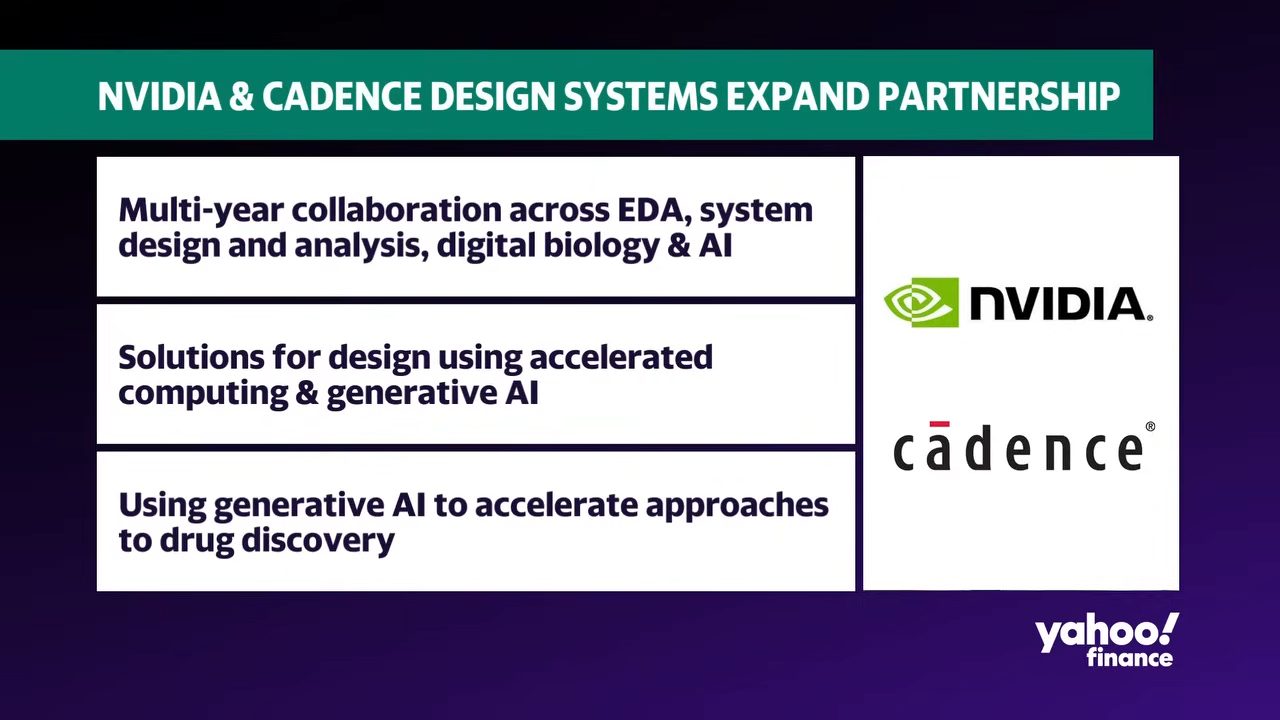 NVIDIA & CADENCE DESIGN SYSTEMS EXPAND PARTNERSHIP
Multi-year collaboration across EDA, system
design and analysis, digital biology & AI
Solutions for design using accelerated
computing & generative AI
Using generative AI to accelerate approaches
to drug discovery
NVIDIA®
cādence®
yahoo!
finance